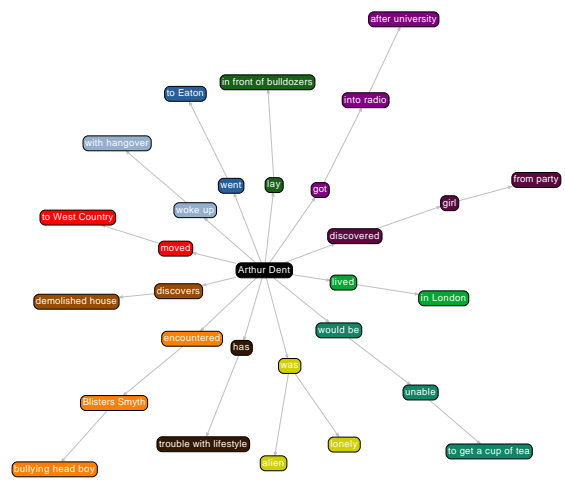 after university
in front of bulldozers
to Eaton
into radio
with hangover
from party
went
lay
got
girl
woke up
to West Country
discovered
moved
Arthur Dent
lived
discovers
demolished house
in London
would be
encountered
has
was
unable
Blisters Smyth
trouble with lifestyle
lonely
to get a cup of tea
alien
bullying head boy